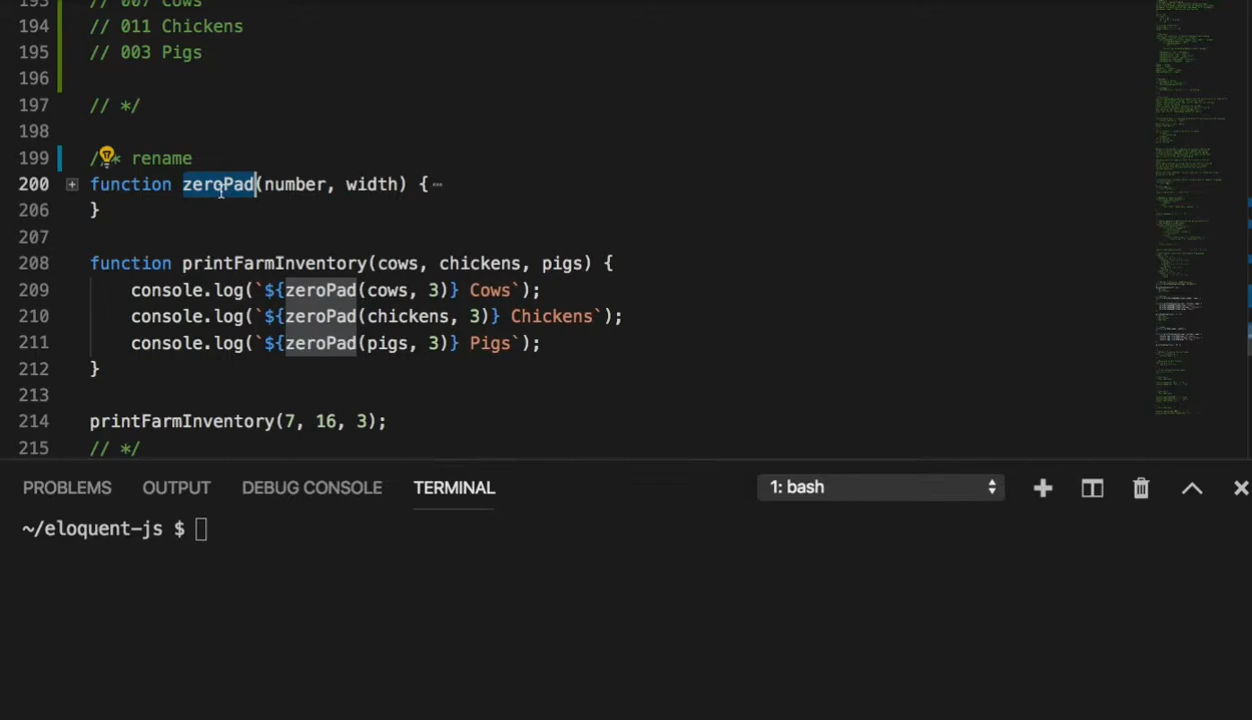 193 // 007 Cows
194 // 011 Chickens
195 // 003 Pigs
196
197 // */
198
199 /** rename
200 function zeroPad(number, width) {
206 }
207
208 function printFarmInventory(cows, chickens, pigs) {
209 console.log(`${zeroPad(cows, 3)} Cows`);
210 console.log(`${zeroPad(chickens, 3)} Chickens`);
211 console.log(`${zeroPad(pigs, 3)} Pigs`);
212 }
213
214 printFarmInventory(7, 16, 3);
215 // */
PROBLEMS OUTPUT DEBUG CONSOLE TERMINAL 1: bash
~/eloquent-js $